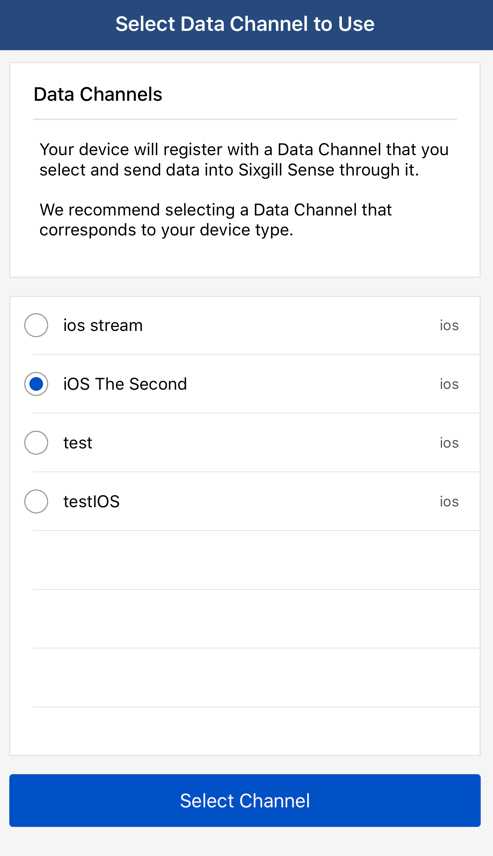 Select Data Channel to Use
Data Channels
Your device will register with a Data Channel that you
select and send data into Sixgill Sense through it.
We recommend selecting a Data Channel that
corresponds to your device type.
ios stream ios
iOS The Second ios
test ios
testIOS ios
Select Channel